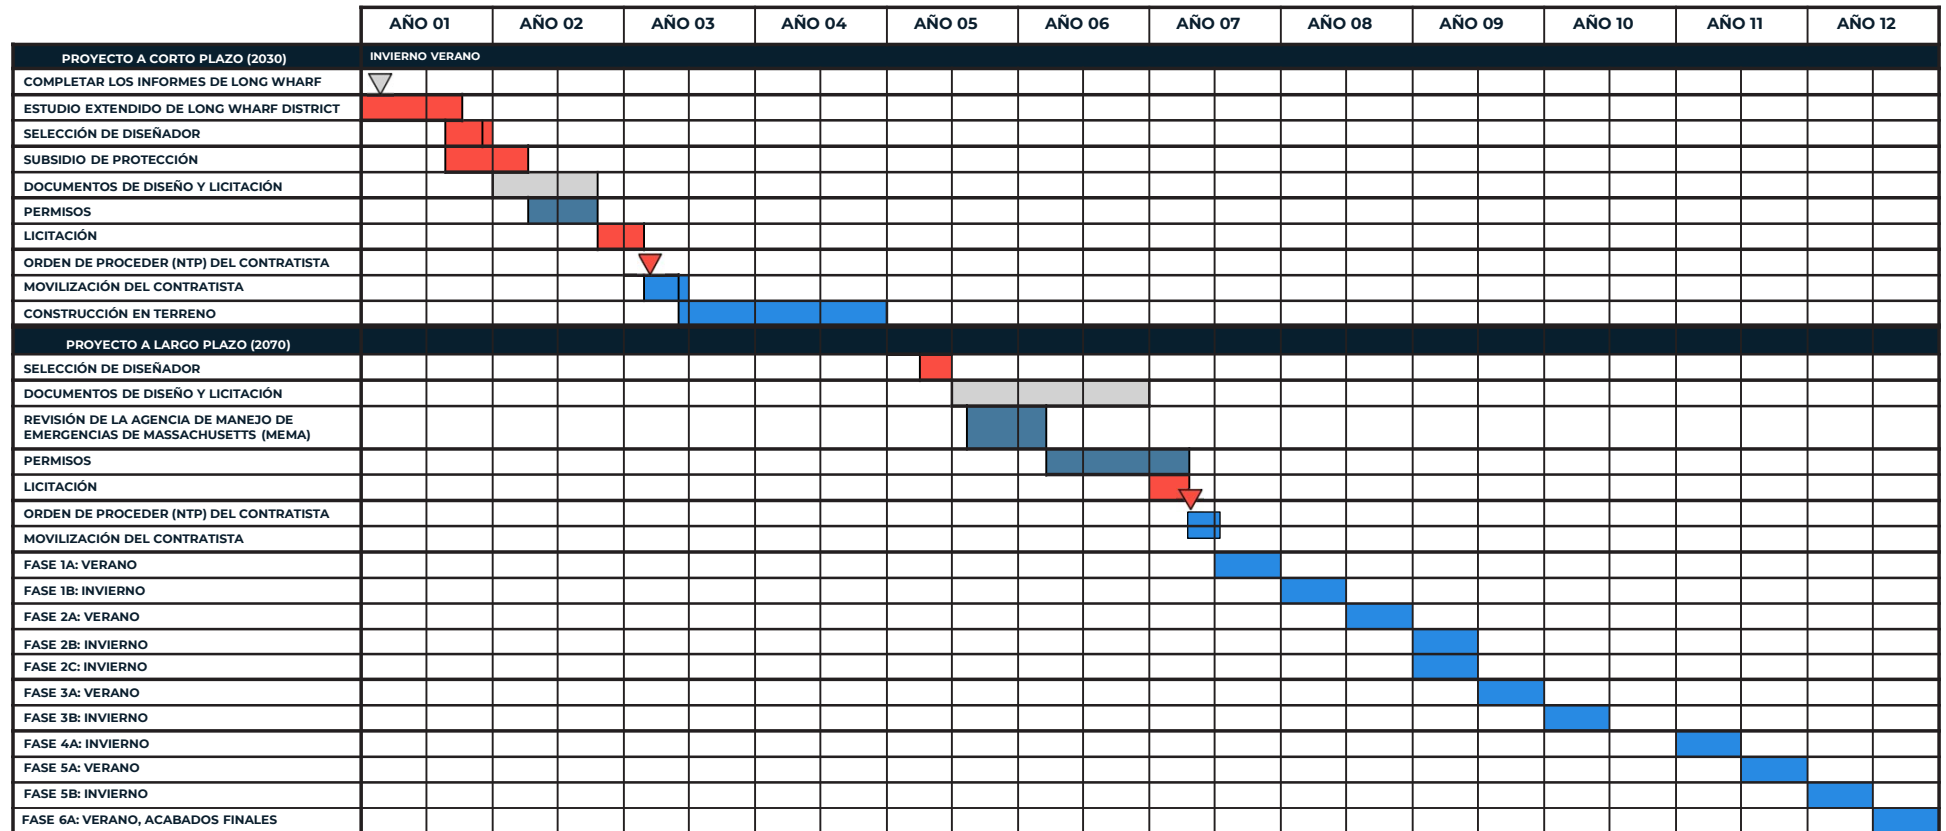 AÑO 01 AÑO 02 AÑO 03 AÑO 04 AÑO 05 AÑO 06 AÑO 07 AÑO 08 AÑO 09 AÑO 10 AÑO 11 AÑO 12
PROYECTO A CORTO PLAZO (2030) INVIERNO VERANO
COMPLETAR LOS INFORMES DE LONG WHARF
ESTUDIO EXTENDIDO DE LONG WHARF DISTRICT
SELECCIÓN DE DISEÑADOR
SUBSIDIO DE PROTECCIÓN
DOCUMENTOS DE DISEÑO Y LICITACIÓN
PERMISOS
LICITACIÓN
ORDEN DE PROCEDER (NTP) DEL CONTRATISTA
MOVILIZACIÓN DEL CONTRATISTA
CONSTRUCCIÓN EN TERRENO
PROYECTO A LARGO PLAZO (2070)
SELECCIÓN DE DISEÑADOR
DOCUMENTOS DE DISEÑO Y LICITACIÓN
REVISIÓN DE LA AGENCIA DE MANEJO DE
EMERGENCIAS DE MASSACHUSETTS (MEMA)
PERMISOS
LICITACIÓN
ORDEN DE PROCEDER (NTP) DEL CONTRATISTA
MOVILIZACIÓN DEL CONTRATISTA
FASE 1A: VERANO
FASE 1B: INVIERNO
FASE 2A: VERANO
FASE 2B: INVIERNO
FASE 2C: INVIERNO
FASE 3A: VERANO
FASE 3B: INVIERNO
FASE 4A: INVIERNO
FASE 5A: VERANO
FASE 5B: INVIERNO
FASE 6A: VERANO, ACABADOS FINALES